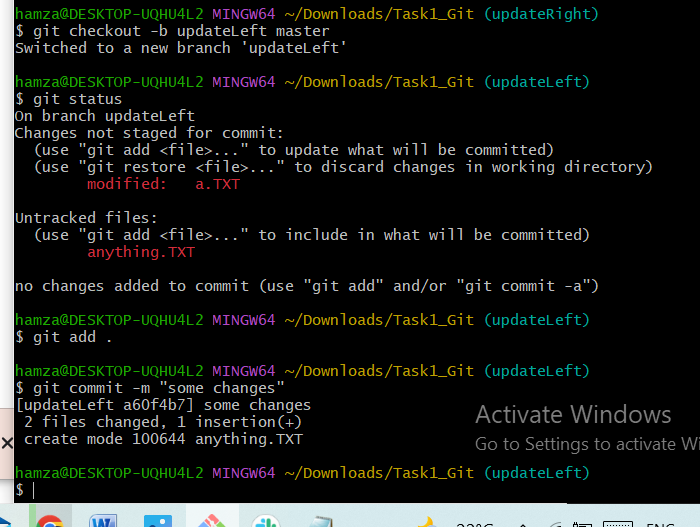 hamza@DESKTOP-UQHU4L2 MINGW64 ~/Downloads/Task1_Git (updateRight)
$ git checkout -b updateLeft master
Switched to a new branch 'updateLeft'
hamza@DESKTOP-UQHU4L2 MINGW64 ~/Downloads/Task1_Git (updateLeft)
$ git status
On branch updateLeft
Changes not staged for commit:
  (use "git add <file>..." to update what will be committed)
  (use "git restore <file>..." to discard changes in working directory)
        modified:   a.TXT
Untracked files:
  (use "git add <file>..." to include in what will be committed)
        anything.TXT
no changes added to commit (use "git add" and/or "git commit -a")
hamza@DESKTOP-UQHU4L2 MINGW64 ~/Downloads/Task1_Git (updateLeft)
$ git add .
hamza@DESKTOP-UQHU4L2 MINGW64 ~/Downloads/Task1_Git (updateLeft)
$ git commit -m "some changes"
[updateLeft a60f4b7] some changes
 2 files changed, 1 insertion(+)
 create mode 100644 anything.TXT
Activate Windows
Go to Settings to activate Wi
hamza@DESKTOP-UQHU4L2 MINGW64 ~/Downloads/Task1_Git (updateLeft)
$